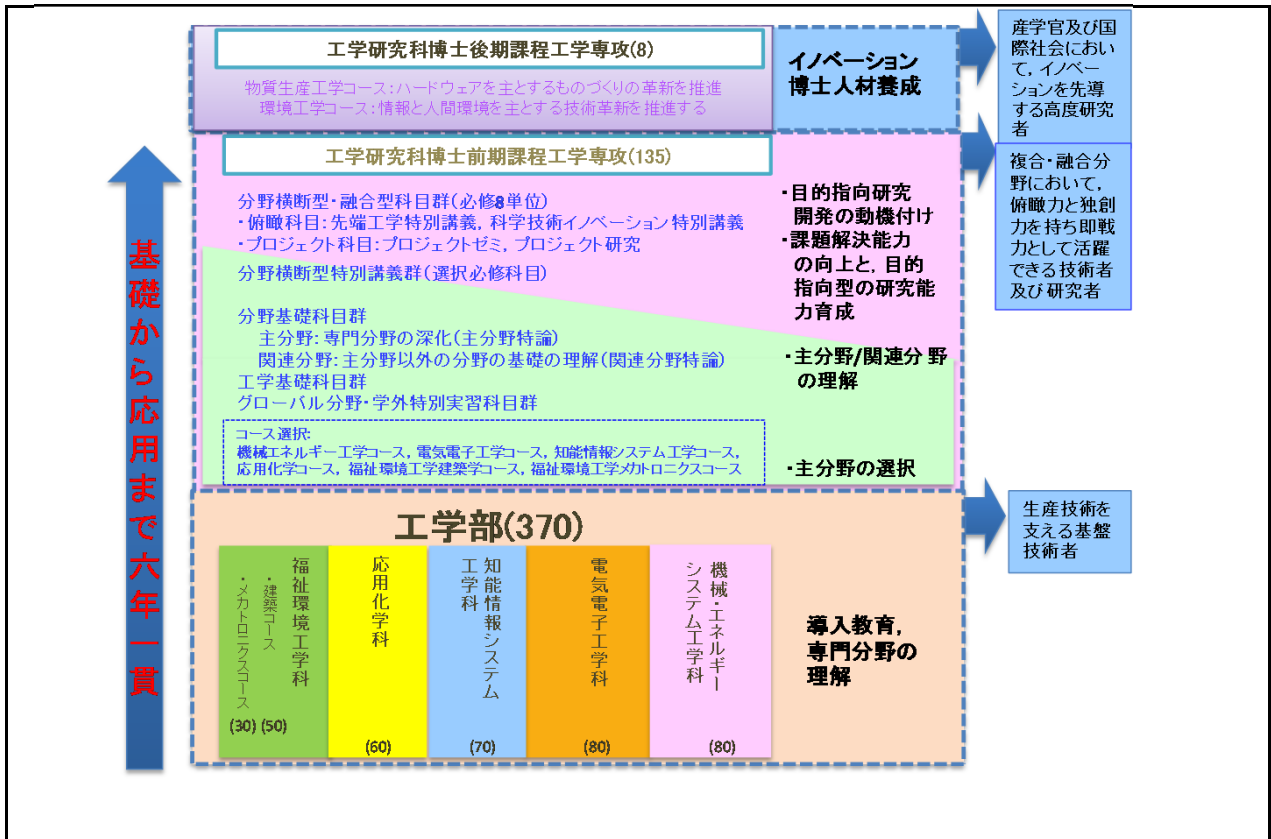 工学研究科博士後期課程工学専攻(8)
物質生産工学コース:ハードウェアを主とするものづくりの革新を推進
環境工学コース:情報と人間環境を主とする技術革新を推進する
イノベーション
博士人材養成
産学官及び国
際社会におい
て,イノベー
ションを先導
する高度研究
者
工学研究科博士前期課程工学専攻(135)
分野横断型・融合型科目群(必修8単位)
・俯瞰科目:先端工学特別講義, 科学技術イノベーション特別講義
・プロジェクト科目:プロジェクトゼミ, プロジェクト研究
分野横断型特別講義群(選択必修科目)
分野基礎科目群
主分野:専門分野の深化(主分野特論)
関連分野:主分野以外の分野の基礎の理解(関連分野特論)
工学基礎科目群
グローバル分野・学外特別実習科目群
コース選択:
機械エネルギー工学コース, 電気電子工学コース, 知能情報システム工学コース,
応用化学コース, 福祉環境工学建築学コース, 福祉環境工学メカトロニクスコース
・目的指向研究
開発の動機付け
・課題解決能力
の向上と,目的
指向型の研究能
力育成
・主分野/関連分 野
の理解
・主分野の選択
複合・融合分
野において,
俯瞰力と独創
力を持ち即戦
力として活躍
できる技術者
及び研究者
基礎から応用まで六年一貫
工学部(370)
福祉環境工学科
・建築コース
・メカトロニクスコース
(30) (50)
応用化学科
(60)
知能情報システム
工学科
(70)
電気電子工学科
(80)
機械・エネルギー
システム工学科
(80)
導入教育,
専門分野の
理解
生産技術を
支える基盤
技術者